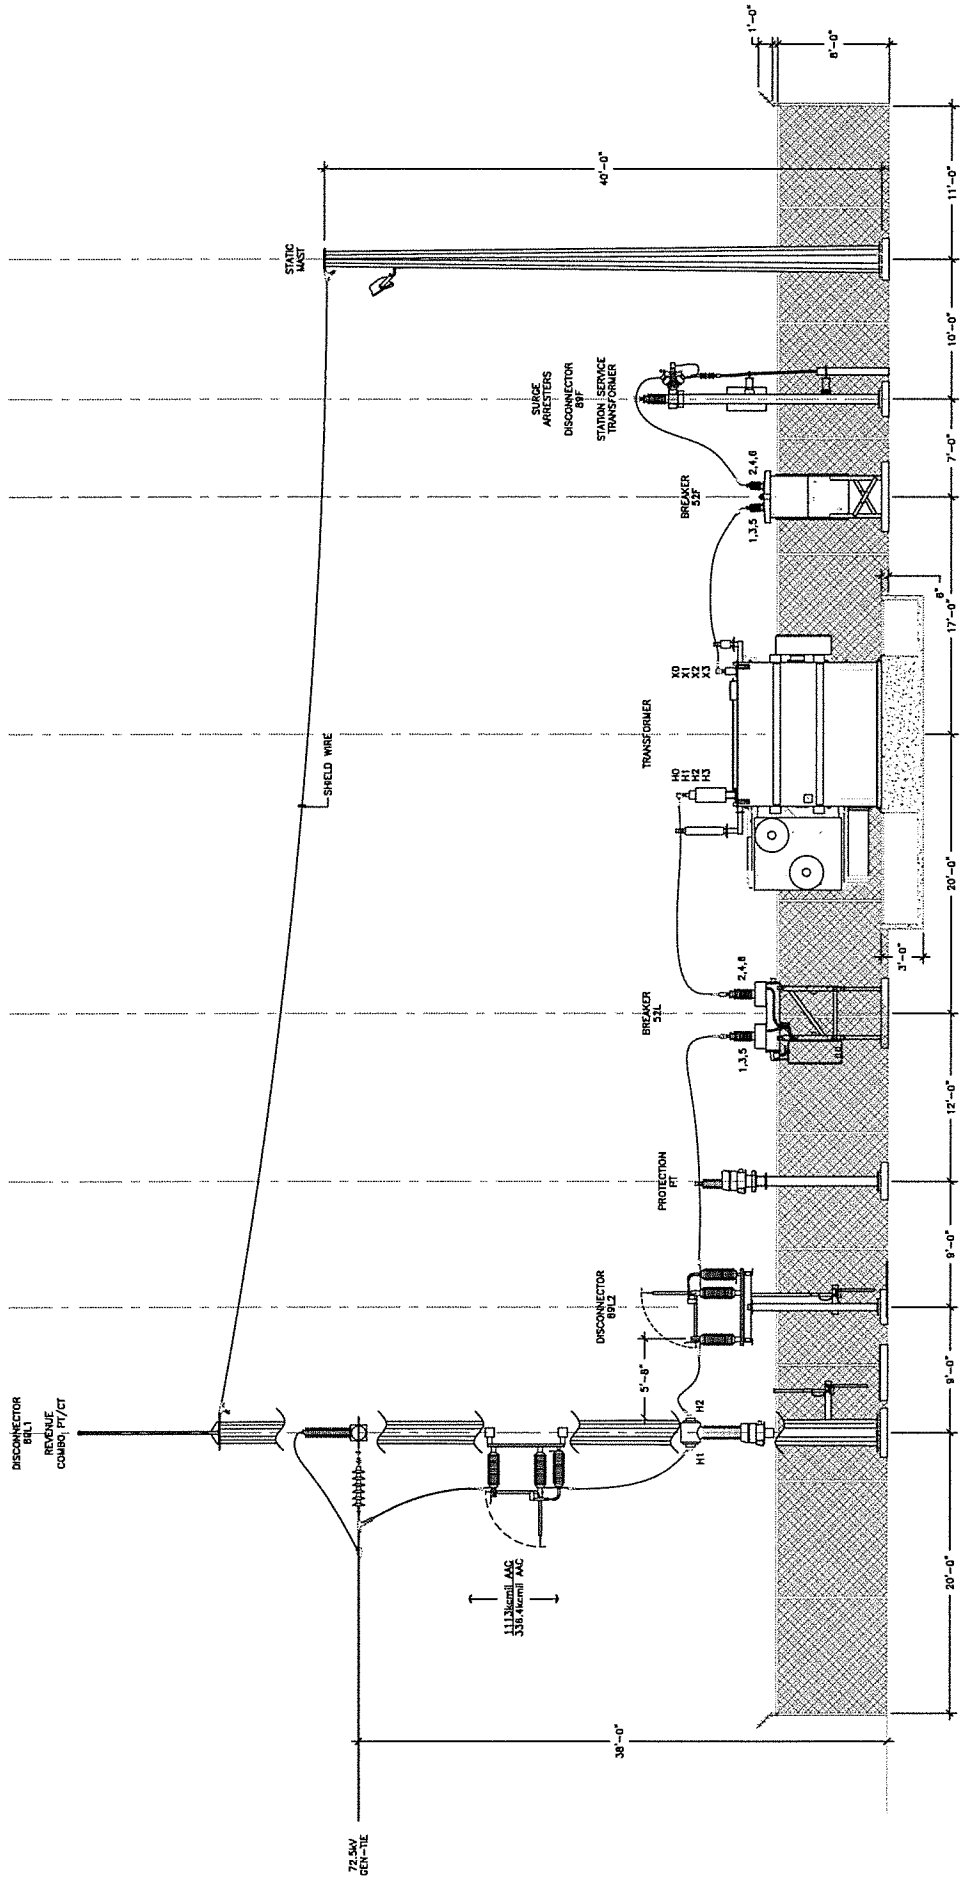 DISCONNECTOR
89L1
REVENUE
COMBO PT/CT
72.5kV
GEN-TIE
38'-0"
1113kcmil AAC
336.4kcmil AAC
H1
H2
5'-8"
DISCONNECTOR
89L2
PROTECTION
PT
BREAKER
52L
1,3,5
2,4,6
SHIELD WIRE
TRANSFORMER
H0
H1
H2
H3
X0
X1
X2
X3
BREAKER
52F
1,3,5
2,4,6
SURGE
ARRESTERS
DISCONNECTOR
89F
STATION SERVICE
TRANSFORMER
STATIC
MAST
40'-0"
1'-0"
8'-0"
3'-0"
6"
20'-0"
9'-0"
9'-0"
12'-0"
20'-0"
17'-0"
7'-0"
10'-0"
11'-0"